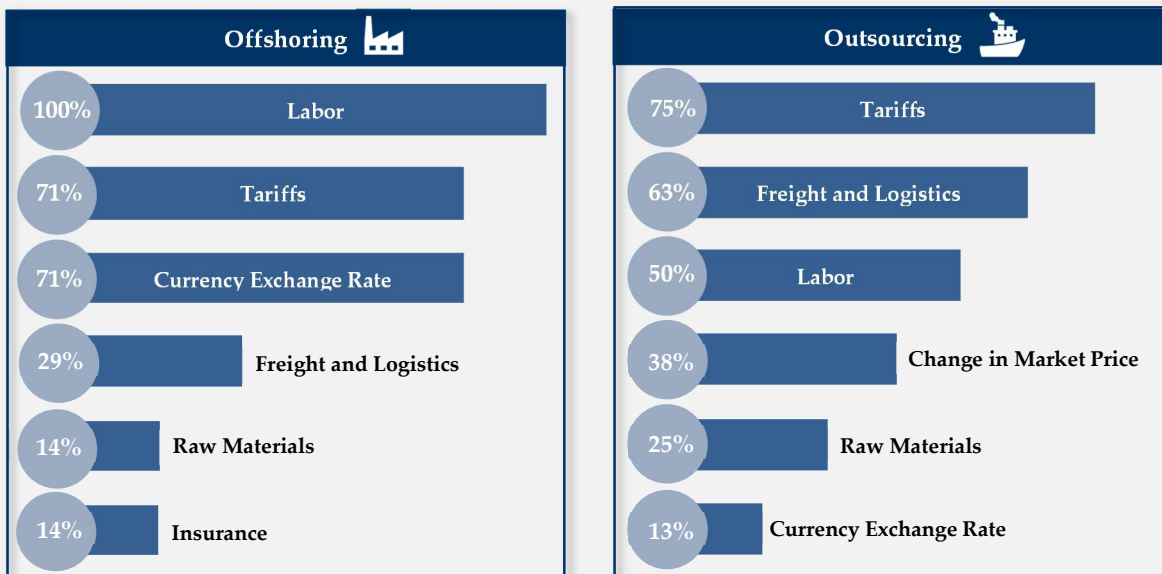 Offshoring
100%
Labor
71%
Tariffs
71%
Currency Exchange Rate
29%
Freight and Logistics
14%
Raw Materials
14%
Insurance
Outsourcing
75%
Tariffs
63%
Freight and Logistics
50%
Labor
38%
Change in Market Price
25%
Raw Materials
13%
Currency Exchange Rate